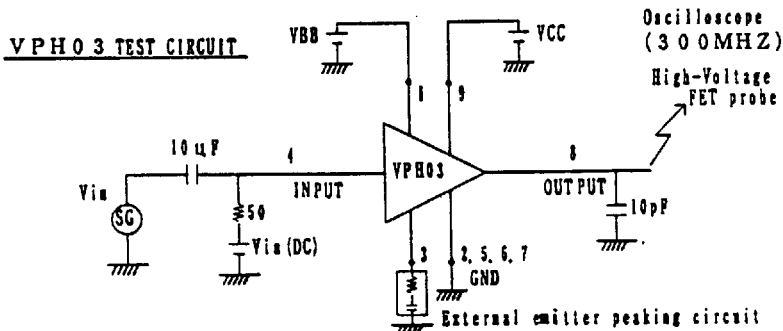 VPH03 TEST CIRCUIT
VBB
VCC
Oscilloscope
(300MHZ)
High-Voltage
FET probe
1
9
10µF
4
8
VPH03
INPUT
OUTPUT
Vin
SG
50
10pF
Vin(DC)
3
2, 5, 6, 7
GND
External emitter peaking circuit